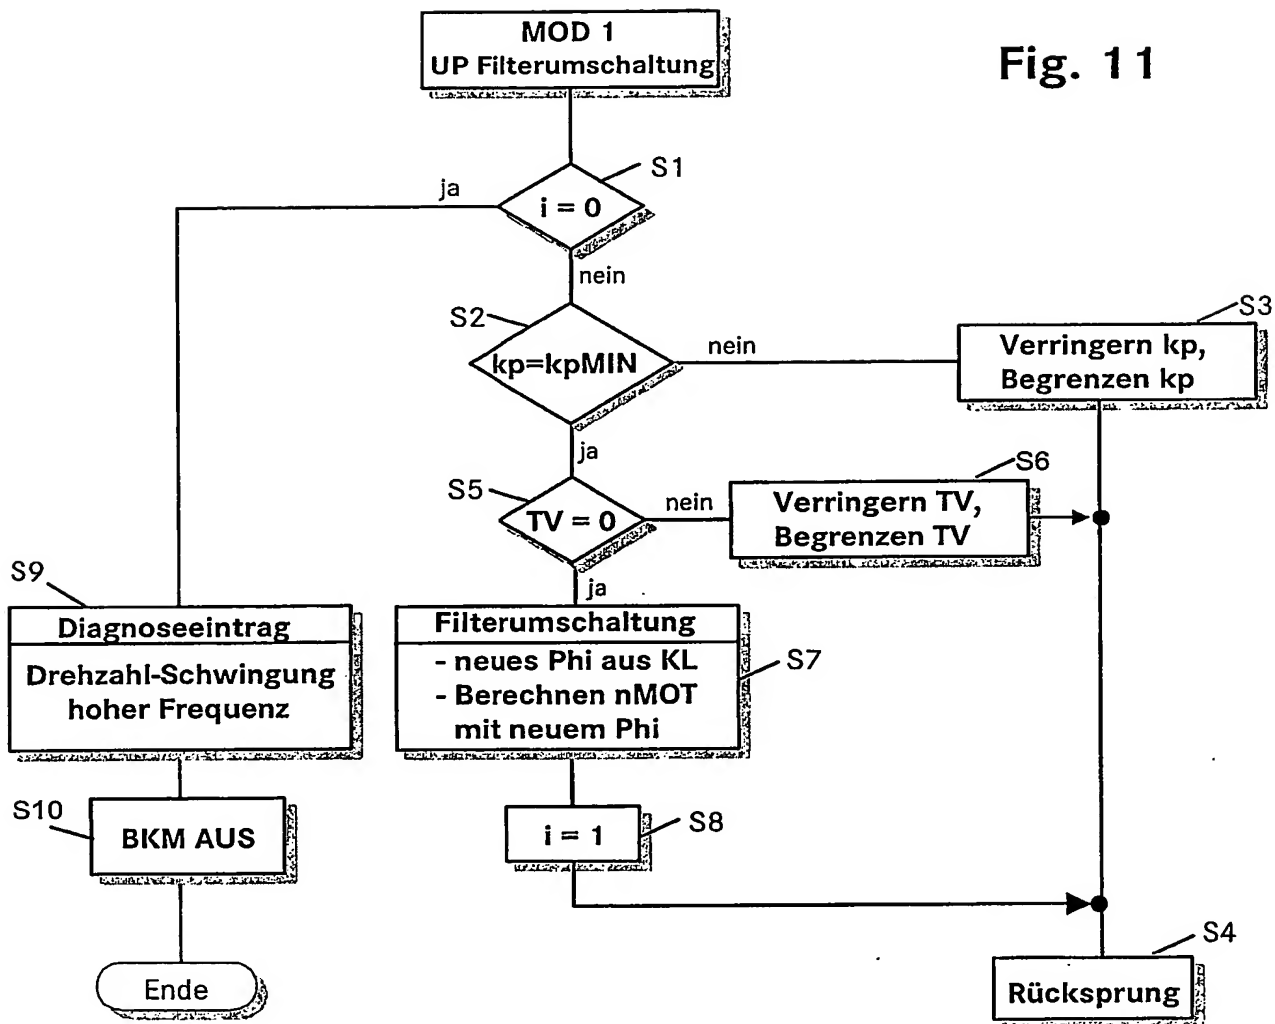 MOD 1
UP Filterumschaltung
Fig. 11
S1
ja
i = 0
nein
S2
kp=kpMIN
nein
S3
Verringern kp,
Begrenzen kp
ja
S5
TV = 0
nein
S6
Verringern TV,
Begrenzen TV
ja
S9
Diagnoseeintrag
Drehzahl-Schwingung
hoher Frequenz
Filterumschaltung
- neues Phi aus KL
- Berechnen nMOT
mit neuem Phi
S7
S10
BKM AUS
i = 1
S8
Ende
S4
Rücksprung